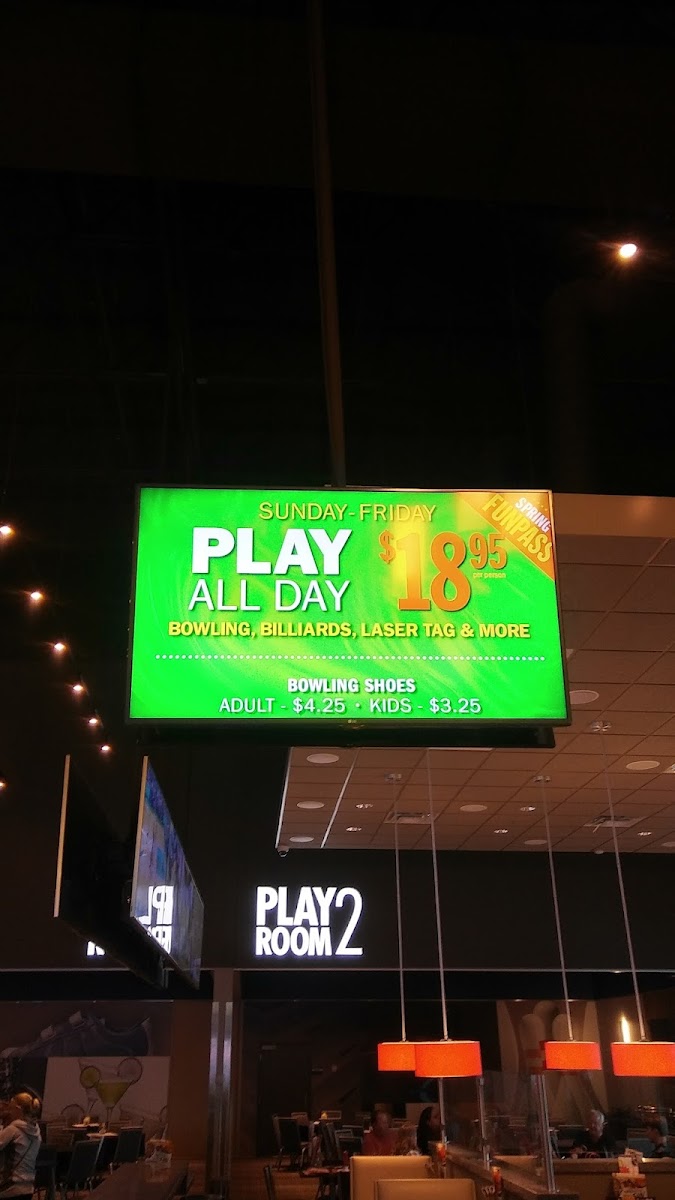 SUNDAY-FRIDAY
PLAY
ALL DAY
$18.95
per person
SPRING
FUNPASS
BOWLING, BILLIARDS, LASER TAG & MORE
BOWLING SHOES
ADULT - $4.25 • KIDS - $3.25
LG
PLAY
ROOM 2